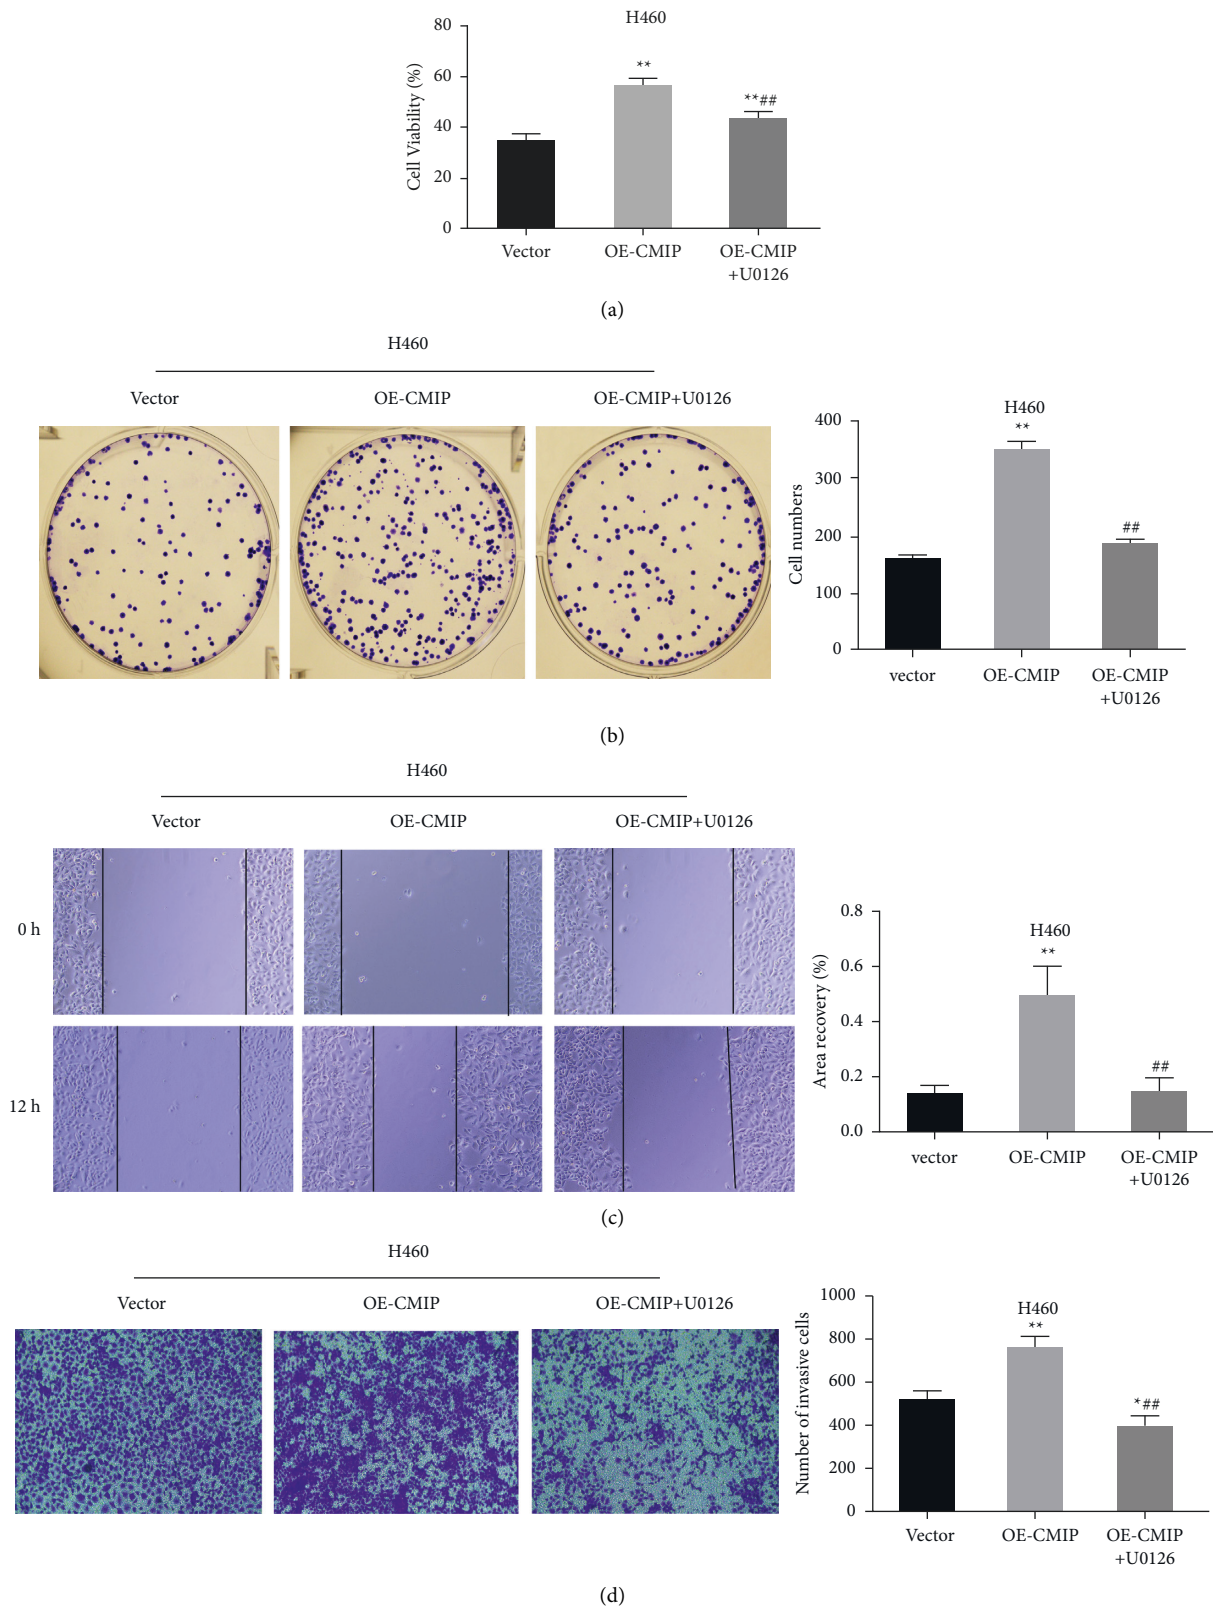 H460
80
60
40
20
0
Cell Viability (%)
**
**##
Vector
OE-CMIP
OE-CMIP
+U0126
(a)
H460
Vector
OE-CMIP
OE-CMIP+U0126
400
300
200
100
0
Cell numbers
H460
**
##
vector
OE-CMIP
OE-CMIP
+U0126
(b)
H460
Vector
OE-CMIP
OE-CMIP+U0126
0 h
12 h
0.8
0.6
0.4
0.2
0.0
Area recovery (%)
H460
**
##
vector
OE-CMIP
OE-CMIP
+U0126
(c)
H460
Vector
OE-CMIP
OE-CMIP+U0126
1000
800
600
400
200
0
Number of invasive cells
H460
**
*##
Vector
OE-CMIP
OE-CMIP
+U0126
(d)